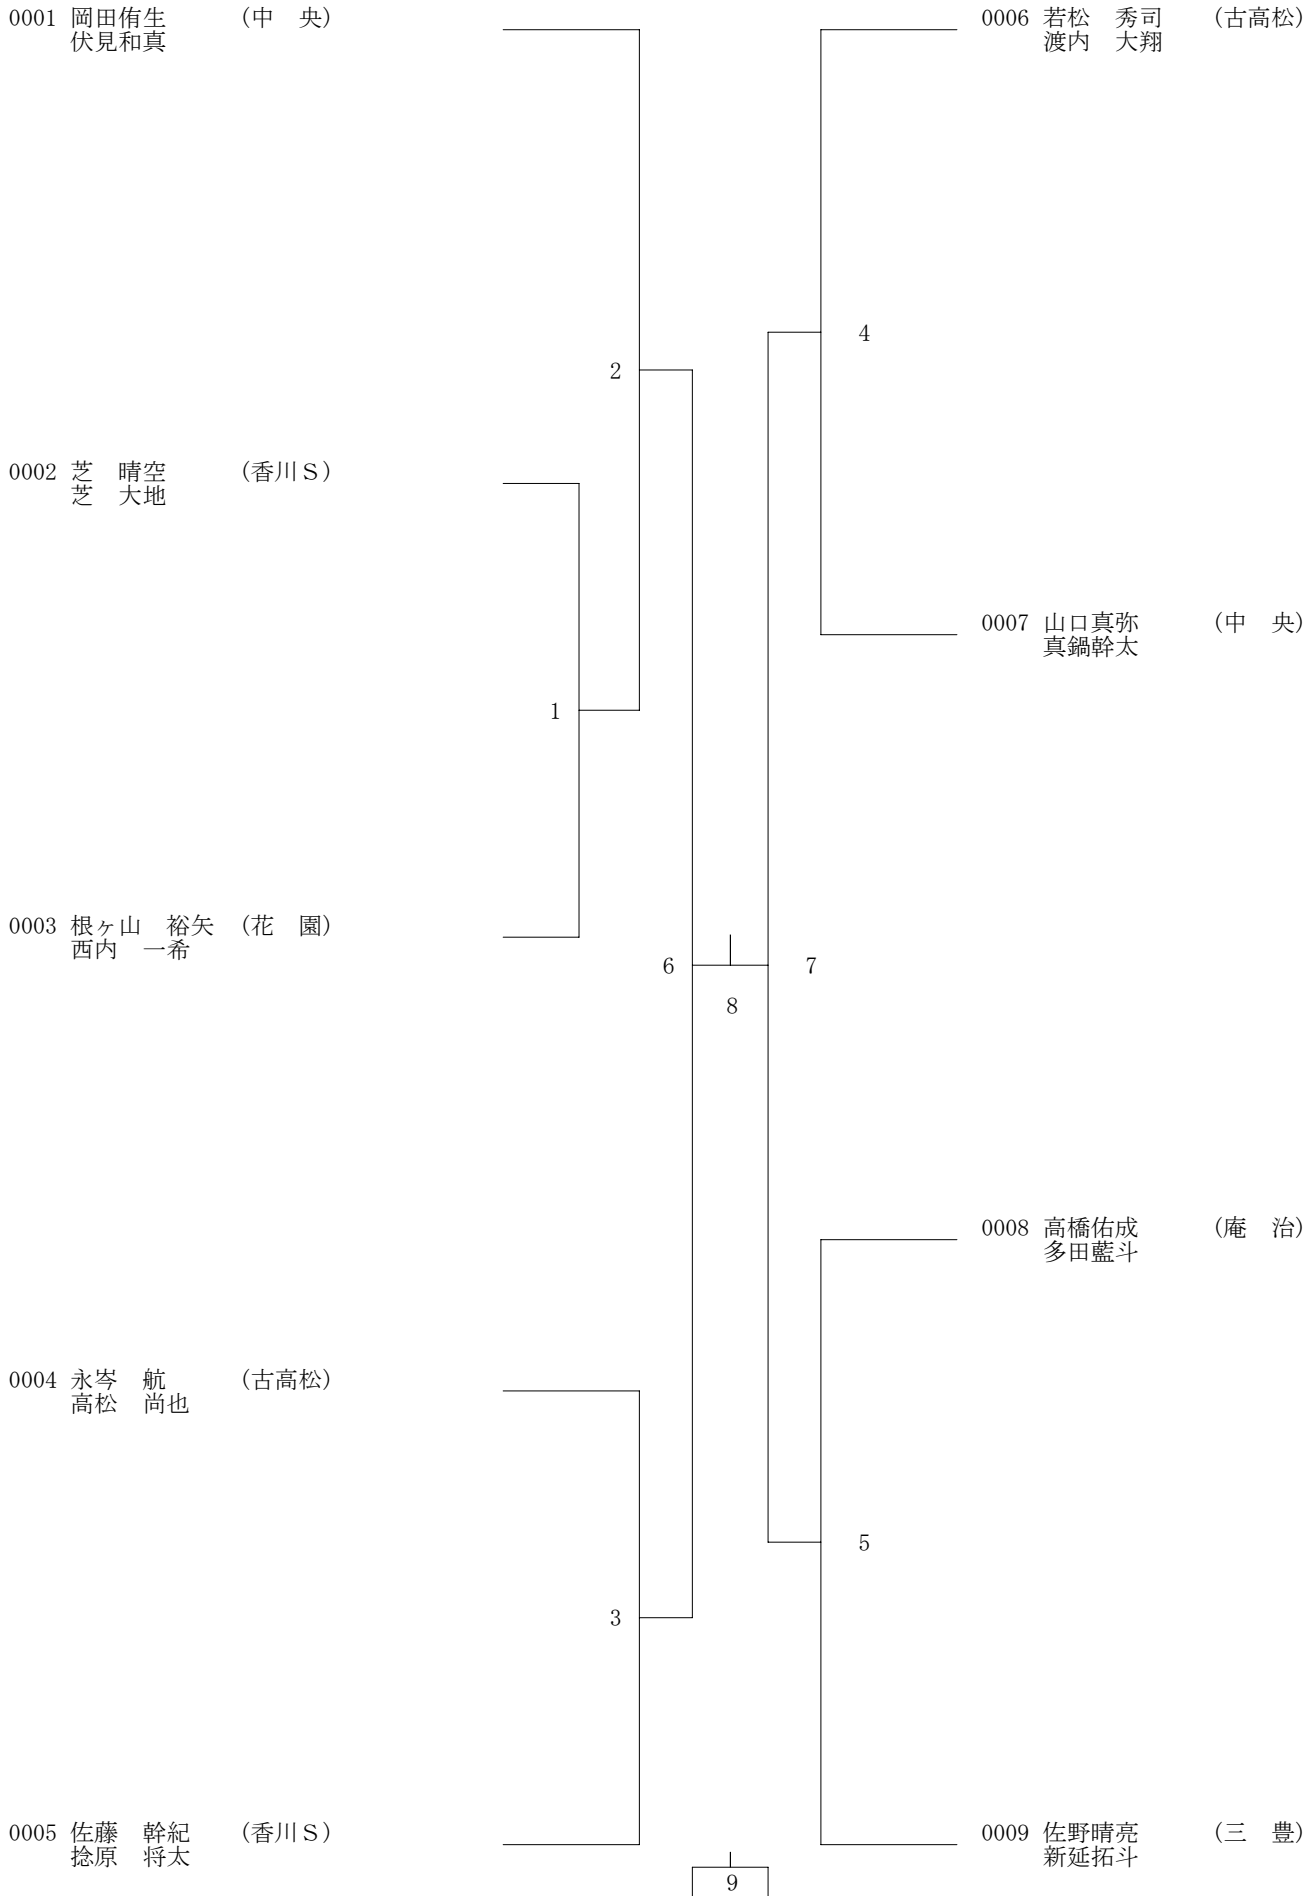 0001 岡田侑生 (中　央)
伏見和真
2
0002 芝　晴空 (香川Ｓ)
芝　大地
1
0003 根ヶ山　裕矢 (花　園)
西内　一希
6
0004 永岑　航 (古高松)
高松　尚也
3
0005 佐藤　幹紀 (香川Ｓ)
捻原　将太
8
9
0006 若松　秀司 (古高松)
渡内　大翔
4
0007 山口真弥 (中　央)
真鍋幹太
7
0008 高橋佑成 (庵　治)
多田藍斗
5
0009 佐野晴亮 (三　豊)
新延拓斗